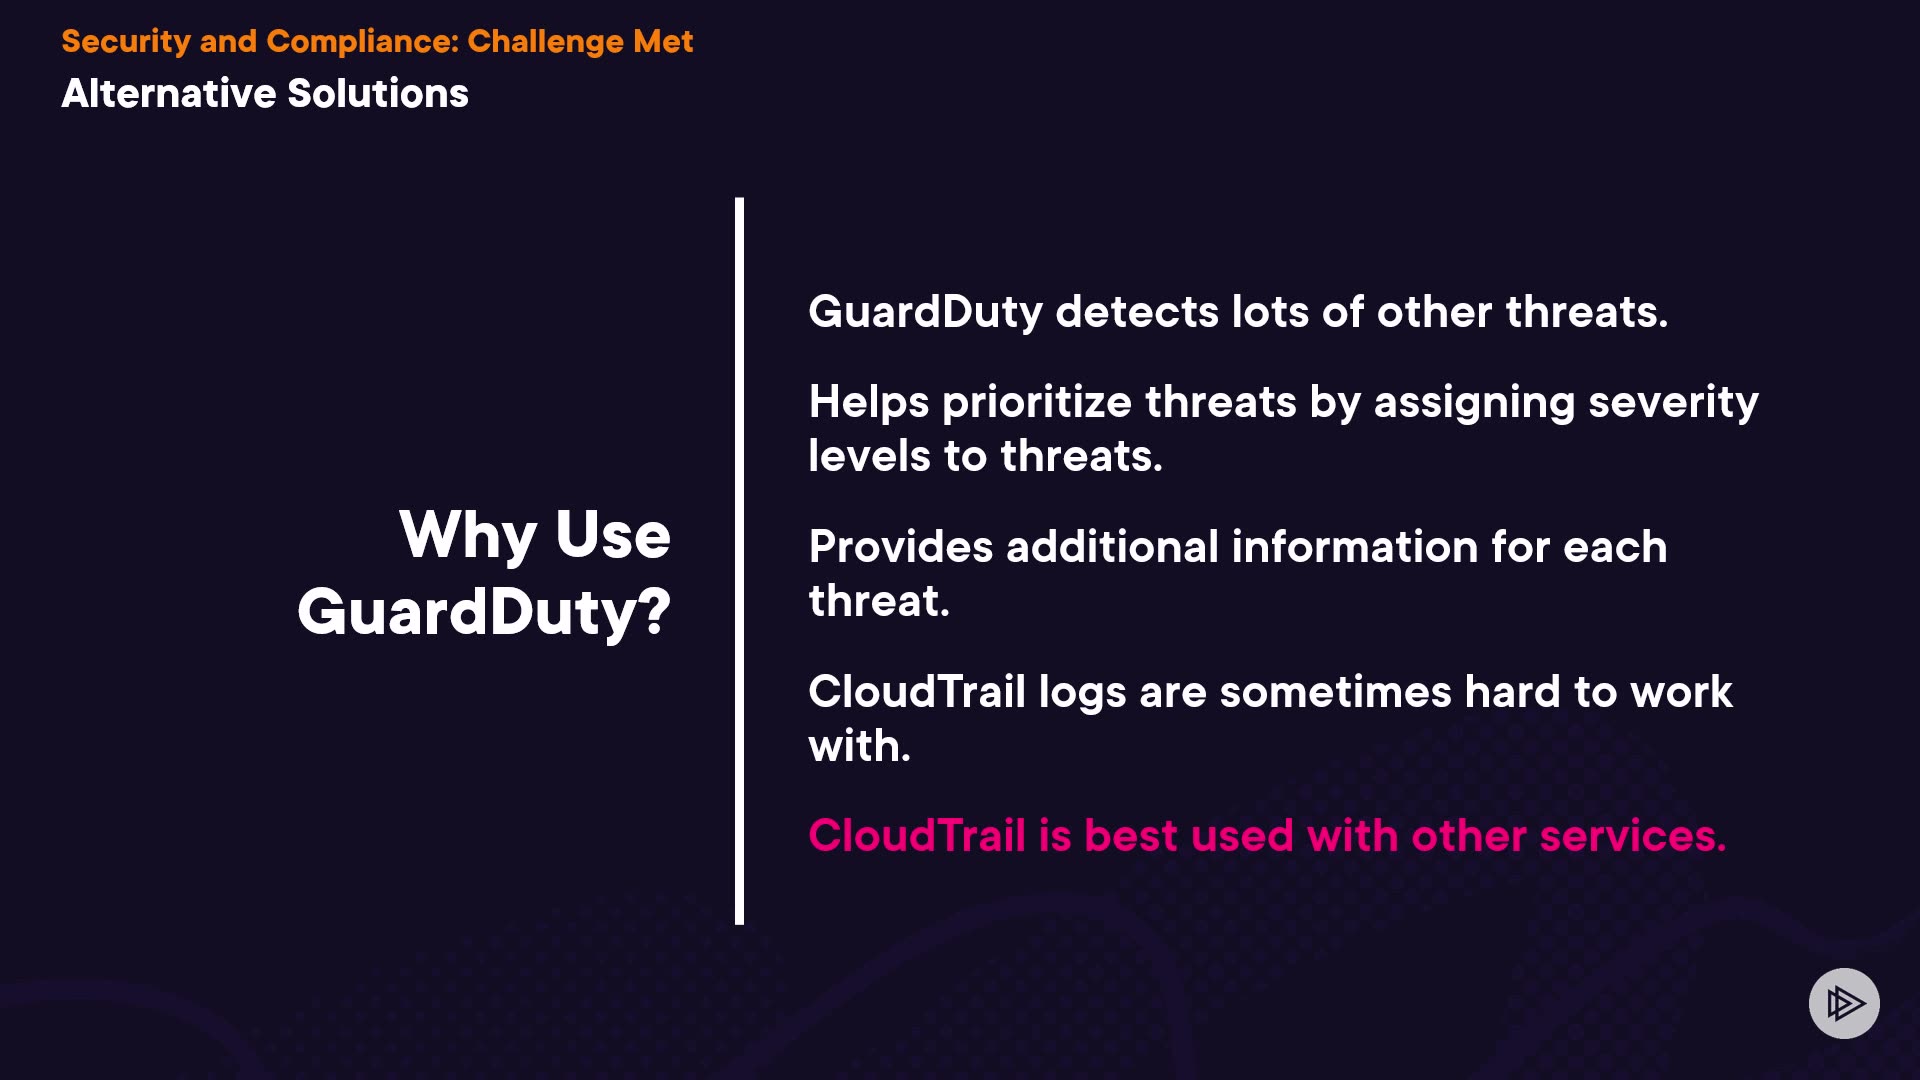 Security and Compliance: Challenge Met
Alternative Solutions
Why Use
GuardDuty?
GuardDuty detects lots of other threats.
Helps prioritize threats by assigning severity
levels to threats.
Provides additional information for each
threat.
CloudTrail logs are sometimes hard to work
with.
CloudTrail is best used with other services.